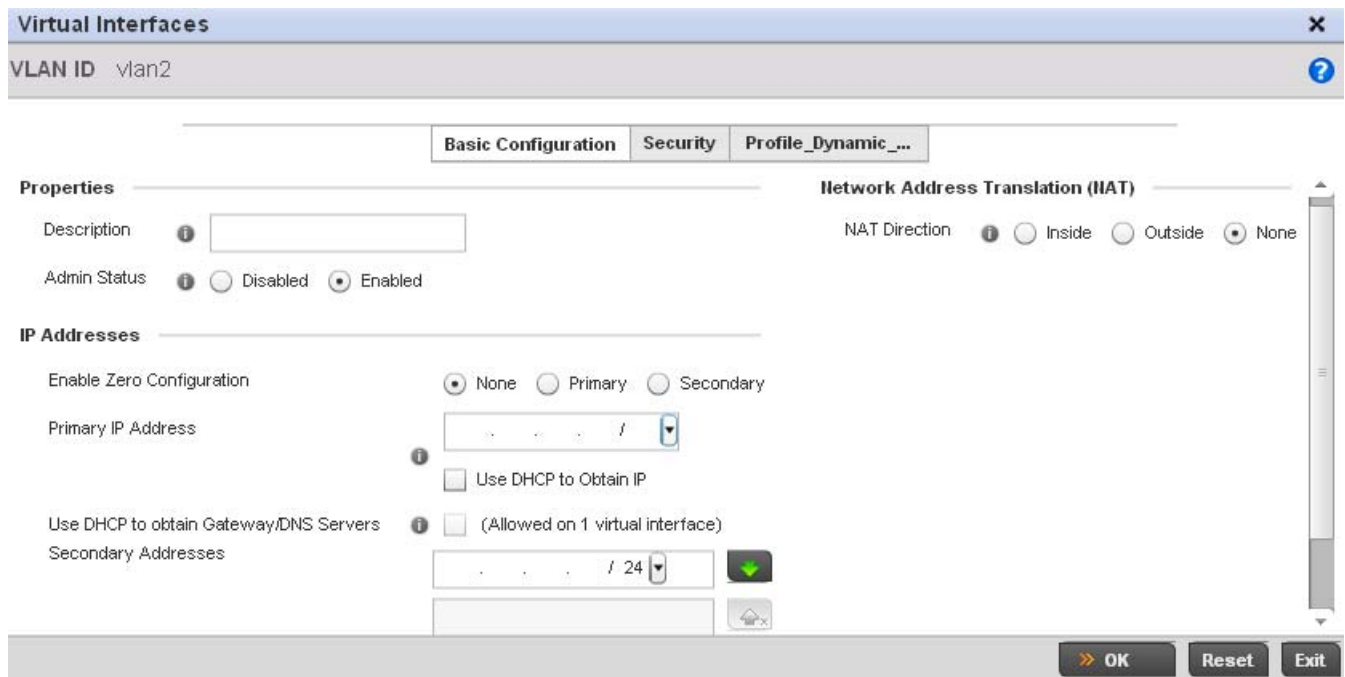 Virtual Interfaces
VLAN ID vlan2
Basic Configuration Security Profile_Dynamic_...
Properties
Description
Admin Status Disabled Enabled
Network Address Translation (NAT)
NAT Direction Inside Outside None
IP Addresses
Enable Zero Configuration None Primary Secondary
Primary IP Address . . . /
Use DHCP to Obtain IP
Use DHCP to obtain Gateway/DNS Servers (Allowed on 1 virtual interface)
Secondary Addresses . . . / 24
OK Reset Exit